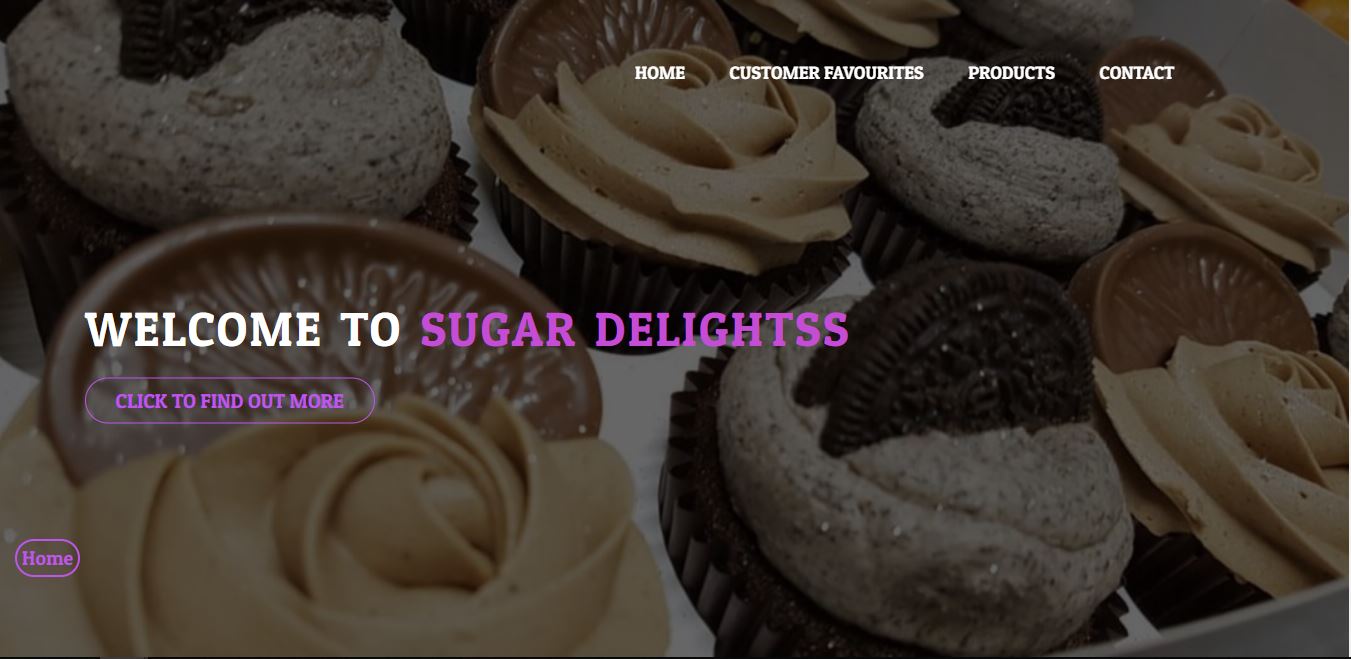 HOME CUSTOMER FAVOURITES PRODUCTS CONTACT
WELCOME TO SUGAR DELIGHTSS
CLICK TO FIND OUT MORE
Home